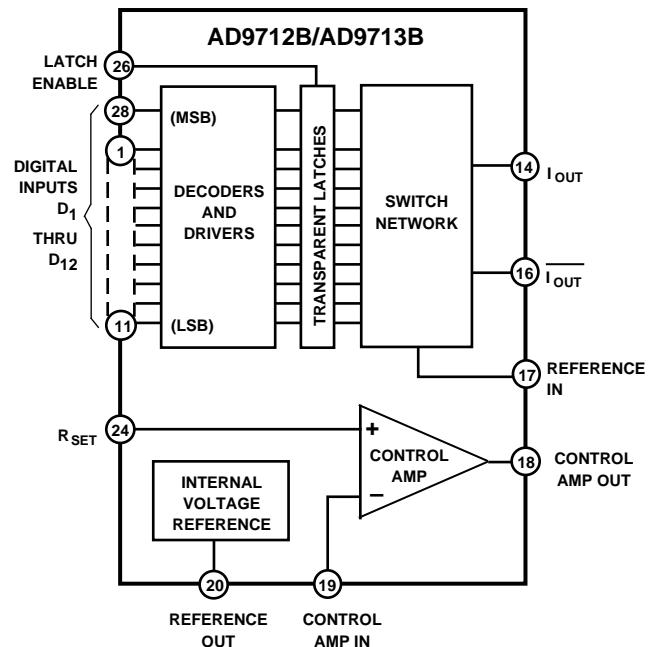 AD9712B/AD9713B
LATCH
ENABLE
26
28
(MSB)
1
DIGITAL
INPUTS
D1
THRU
D12
DECODERS
AND
DRIVERS
TRANSPARENT LATCHES
SWITCH
NETWORK
14
IOUT
16
IOUT
11
(LSB)
17
REFERENCE
IN
RSET
24
+
CONTROL
AMP
–
18
CONTROL
AMP OUT
INTERNAL
VOLTAGE
REFERENCE
20
19
REFERENCE
OUT
CONTROL
AMP IN